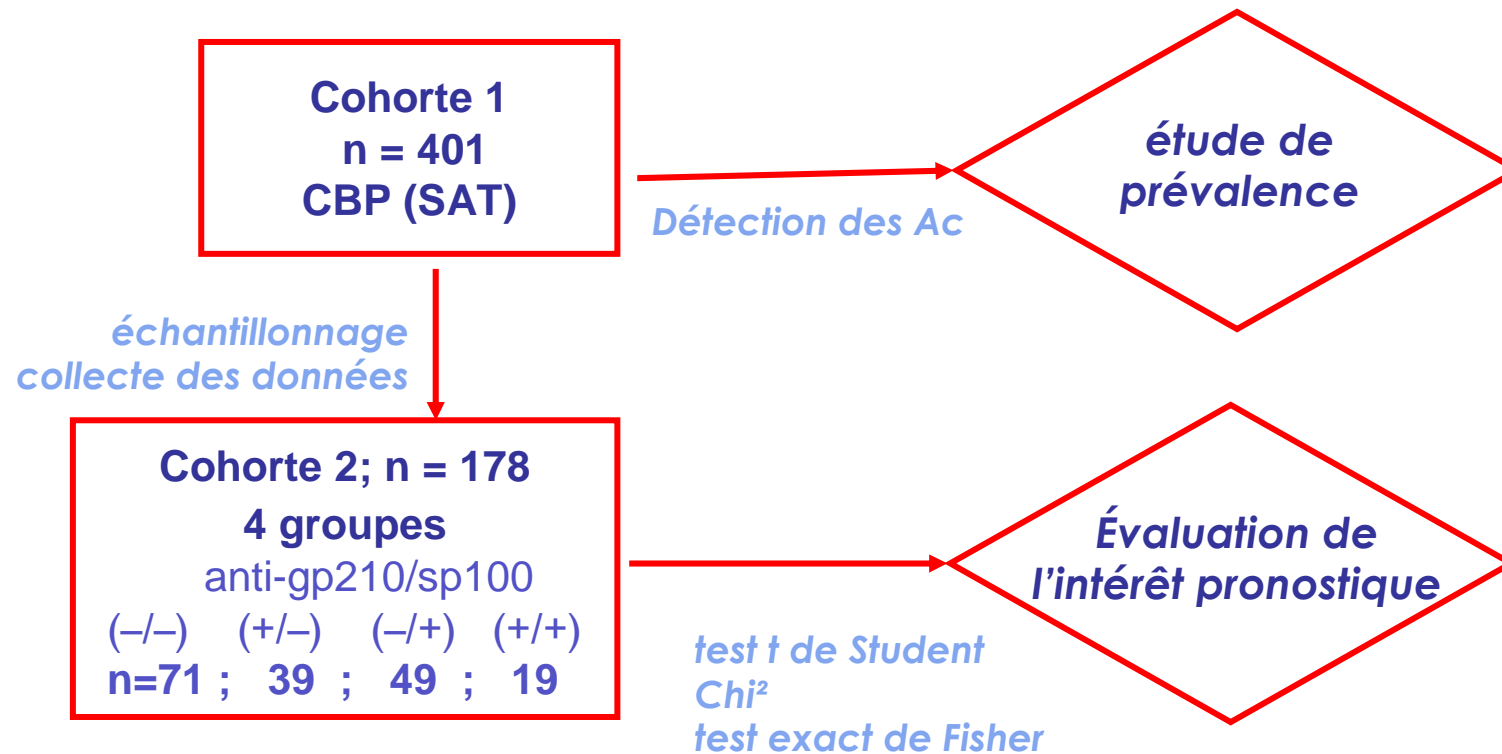 Cohorte 1
n = 401
CBP (SAT)
étude de
prévalence
Détection des Ac
échantillonnage
collecte des données
Cohorte 2; n = 178
4 groupes
anti-gp210/sp100
(–/–) (+/–) (–/+) (+/+)
n=71 ; 39 ; 49 ; 19
Évaluation de
l’intérêt pronostique
test t de Student
Chi²
test exact de Fisher